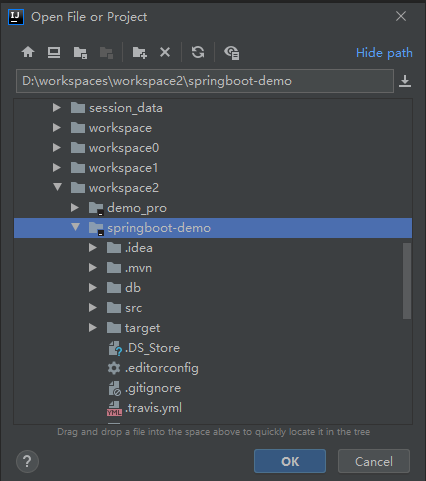 IJ Open File or Project
Hide path
D:\workspaces\workspace2\springboot-demo
session_data
workspace
workspace0
workspace1
workspace2
demo_pro
springboot-demo
.idea
.mvn
db
src
target
.DS_Store
.editorconfig
.gitignore
YML .travis.yml
Drag and drop a file into the space above to quickly locate it in the tree
? OK Cancel